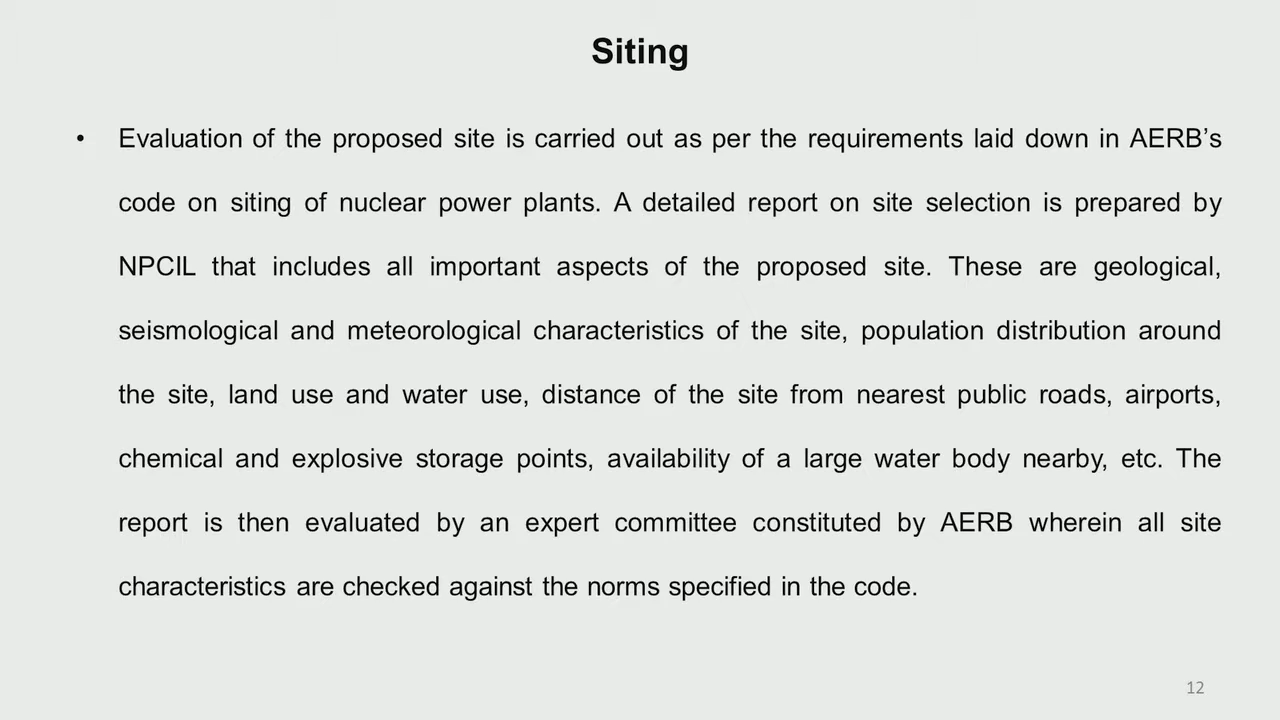 Siting
• Evaluation of the proposed site is carried out as per the requirements laid down in AERB’s
code on siting of nuclear power plants. A detailed report on site selection is prepared by
NPCIL that includes all important aspects of the proposed site. These are geological,
seismological and meteorological characteristics of the site, population distribution around
the site, land use and water use, distance of the site from nearest public roads, airports,
chemical and explosive storage points, availability of a large water body nearby, etc. The
report is then evaluated by an expert committee constituted by AERB wherein all site
characteristics are checked against the norms specified in the code.
12